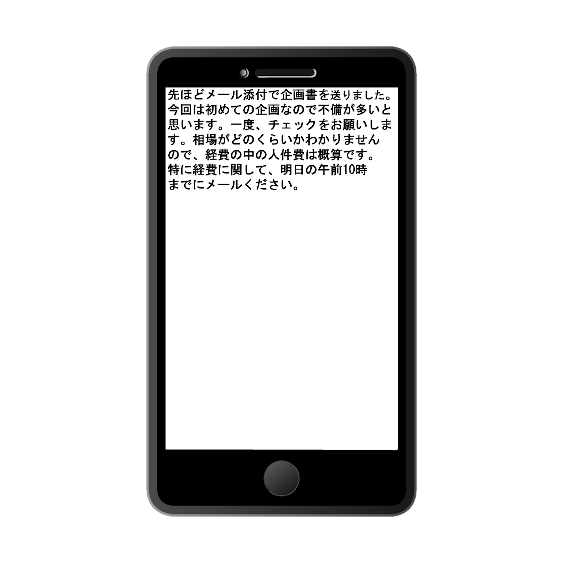 先ほどメール添付で企画書を送りました。
今回は初めての企画なので不備が多いと
思います。一度、チェックをお願いしま
す。相場がどのくらいかわかりません
ので、経費の中の人件費は概算です。
特に経費に関して、明日の午前10時
までにメールください。